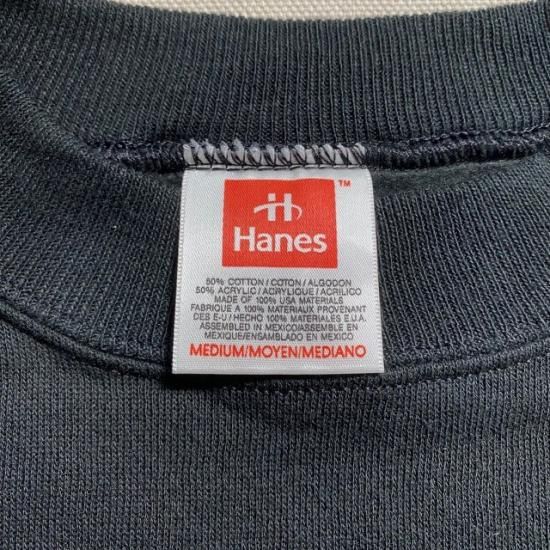 H TM
Hanes
50% COTTON/COTON/ALGODON
50% ACRYLIC/ACRYLIQUE/ACRILICO
MADE OF 100% USA MATERIALS
FABRIQUE A 100% MATERIAUX PROVENANT
DES E-U/HECHO 100% MATERIALES E.U.A.
ASSEMBLED IN MEXICO/ASSEMBLE EN
MEXIQUE/ENSAMBLADO EN MEXICO
MEDIUM/MOYEN/MEDIANO